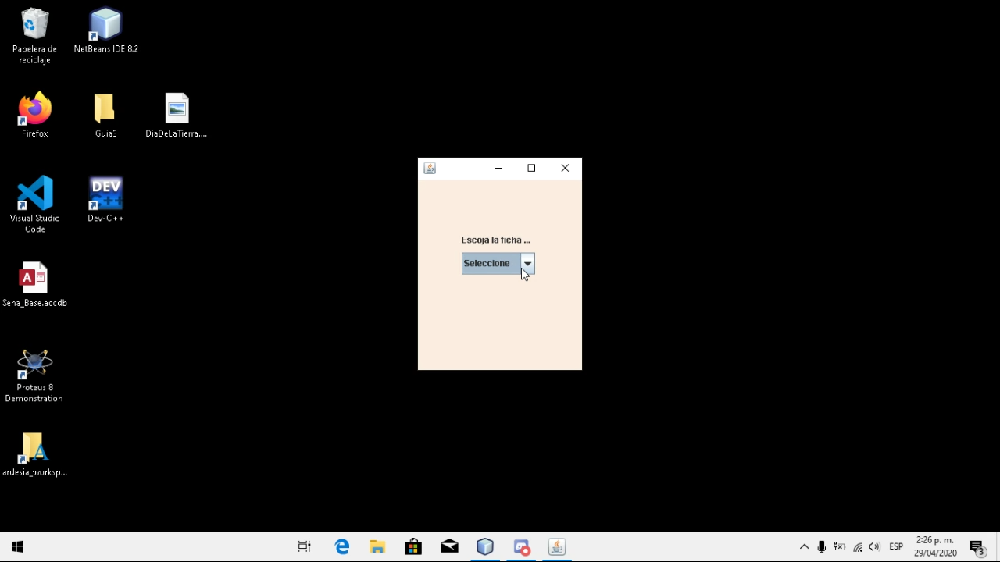 Papelera de
reciclaje
NetBeans IDE 8.2
Firefox
Guia3
DiaDeLaTierra....
Visual Studio
Code
DEV
C++
Dev-C++
Escoja la ficha ...
Seleccione
A
Sena_Base.accdb
Proteus 8
Demonstration
A
ardesia_worksp...
ESP
2:26 p. m.
29/04/2020
3